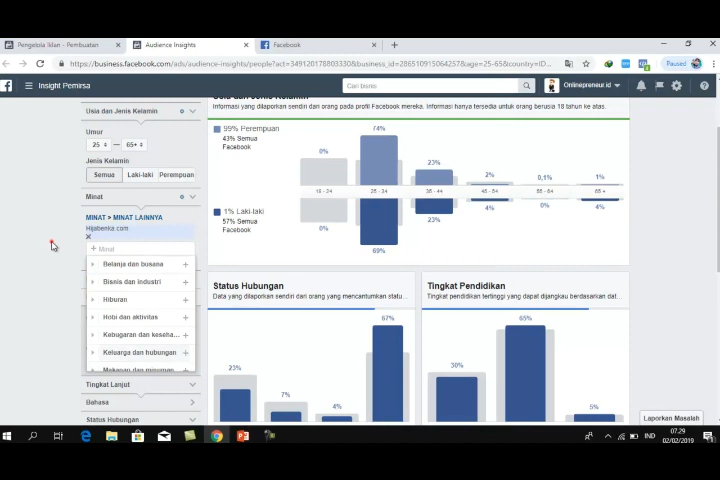 Pengelola Iklan - Pembuatan
Audience Insights
Facebook
https://business.facebook.com/ads/audience-insights/people?act=349120178803330&business_id=286510915064257&age=25-65&country=ID...
Paused
Insight Pemirsa
Cari bisnis
Onlinepreneur.id
Usia dan Jenis Kelamin
Umur
25 — 65+
Jenis Kelamin
Semua Laki-laki Perempuan
Minat
MINAT > MINAT LAINNYA
Hijabenka.com
+ Minat
Belanja dan busana
Bisnis dan industri
Hiburan
Hobi dan aktivitas
Kebugaran dan keseha...
Keluarga dan hubungan
Makanan dan minuman
Tingkat Lanjut
Bahasa
Status Hubungan
Usia dan Jenis Kelamin
Informasi yang dilaporkan sendiri dari orang pada profil Facebook mereka. Informasi hanya tersedia untuk orang berusia 18 tahun ke atas.
99% Perempuan
43% Semua
Facebook
0% 74% 23% 2% 0,1% 1%
18 - 24 25 - 34 35 - 44 45 - 54 55 - 64 65 +
1% Laki-laki
57% Semua
Facebook
0% 69% 23% 4% 0% 4%
Status Hubungan
Data yang dilaporkan sendiri dari orang yang mencantumkan statu...
23% 7% 4% 67%
Tingkat Pendidikan
Tingkat pendidikan tertinggi yang dapat dijangkau berdasarkan dat...
30% 65% 5%
Laporkan Masalah
IND
07.29
02/02/2019